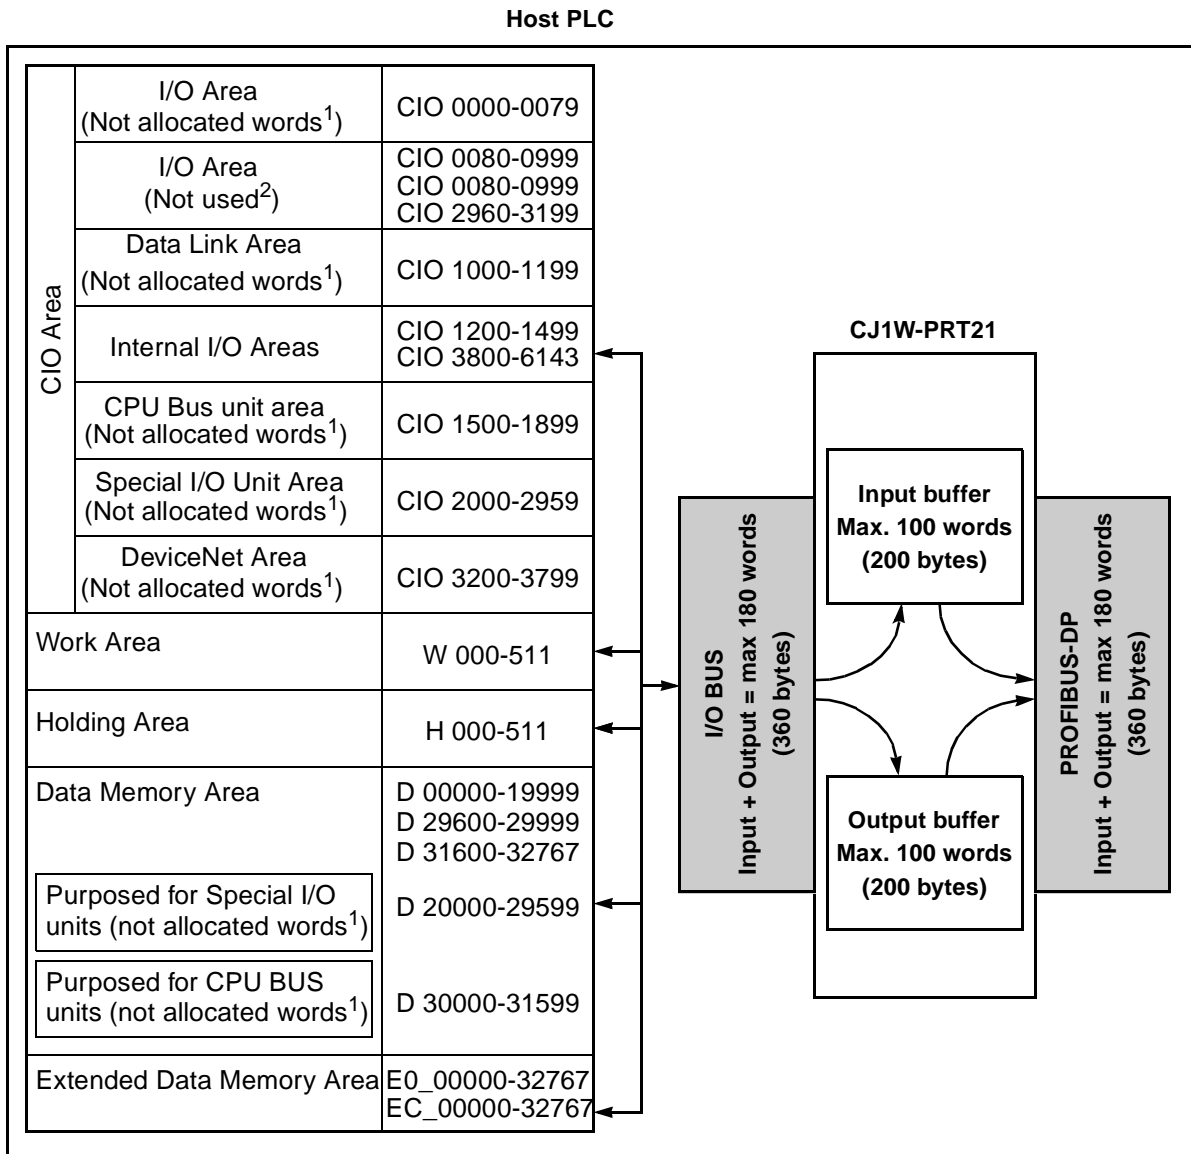 Host PLC
CIO Area
I/O Area
(Not allocated words1)
CIO 0000-0079
I/O Area
(Not used2)
CIO 0080-0999
CIO 0080-0999
CIO 2960-3199
Data Link Area
(Not allocated words1)
CIO 1000-1199
Internal I/O Areas
CIO 1200-1499
CIO 3800-6143
CPU Bus unit area
(Not allocated words1)
CIO 1500-1899
Special I/O Unit Area
(Not allocated words1)
CIO 2000-2959
DeviceNet Area
(Not allocated words1)
CIO 3200-3799
Work Area
W 000-511
Holding Area
H 000-511
Data Memory Area
D 00000-19999
D 29600-29999
D 31600-32767
Purposed for Special I/O
units (not allocated words1)
D 20000-29599
Purposed for CPU BUS
units (not allocated words1)
D 30000-31599
Extended Data Memory Area
E0_00000-32767
EC_00000-32767
I/O BUS
Input + Output = max 180 words
(360 bytes)
CJ1W-PRT21
Input buffer
Max. 100 words
(200 bytes)
Output buffer
Max. 100 words
(200 bytes)
PROFIBUS-DP
Input + Output = max 180 words
(360 bytes)